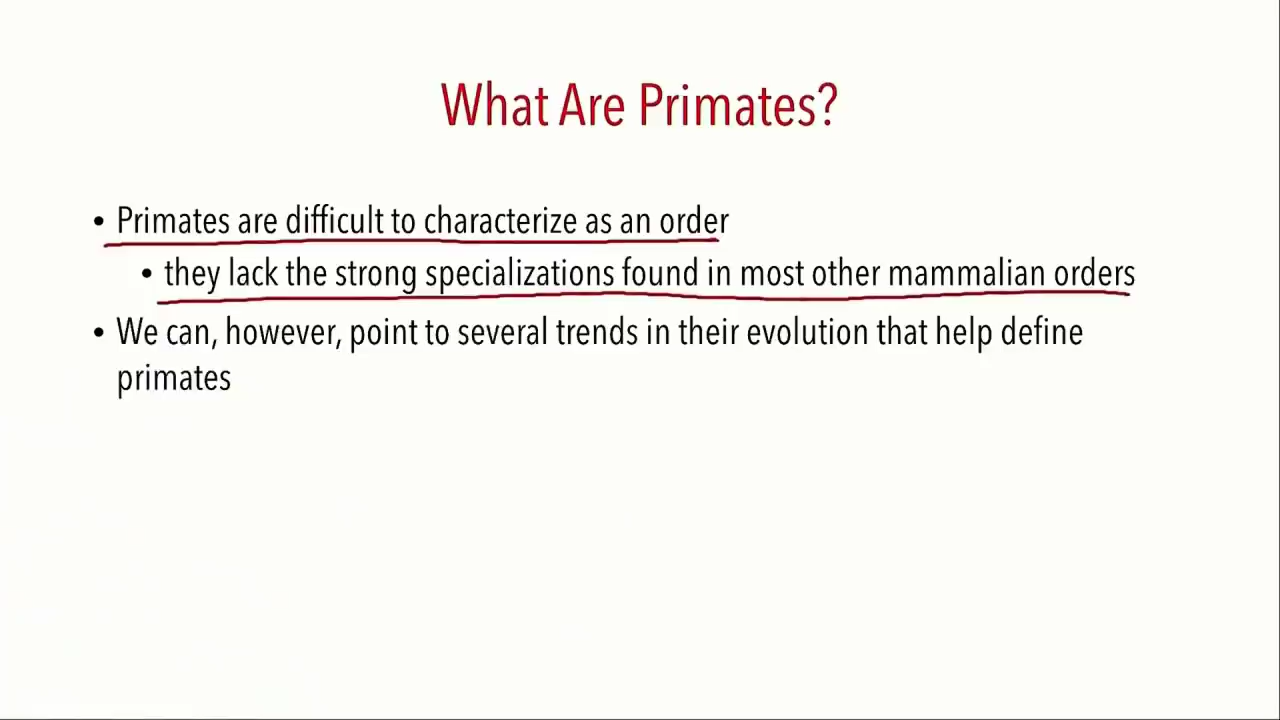 What Are Primates?
• Primates are difficult to characterize as an order
• they lack the strong specializations found in most other mammalian orders
• We can, however, point to several trends in their evolution that help define
primates